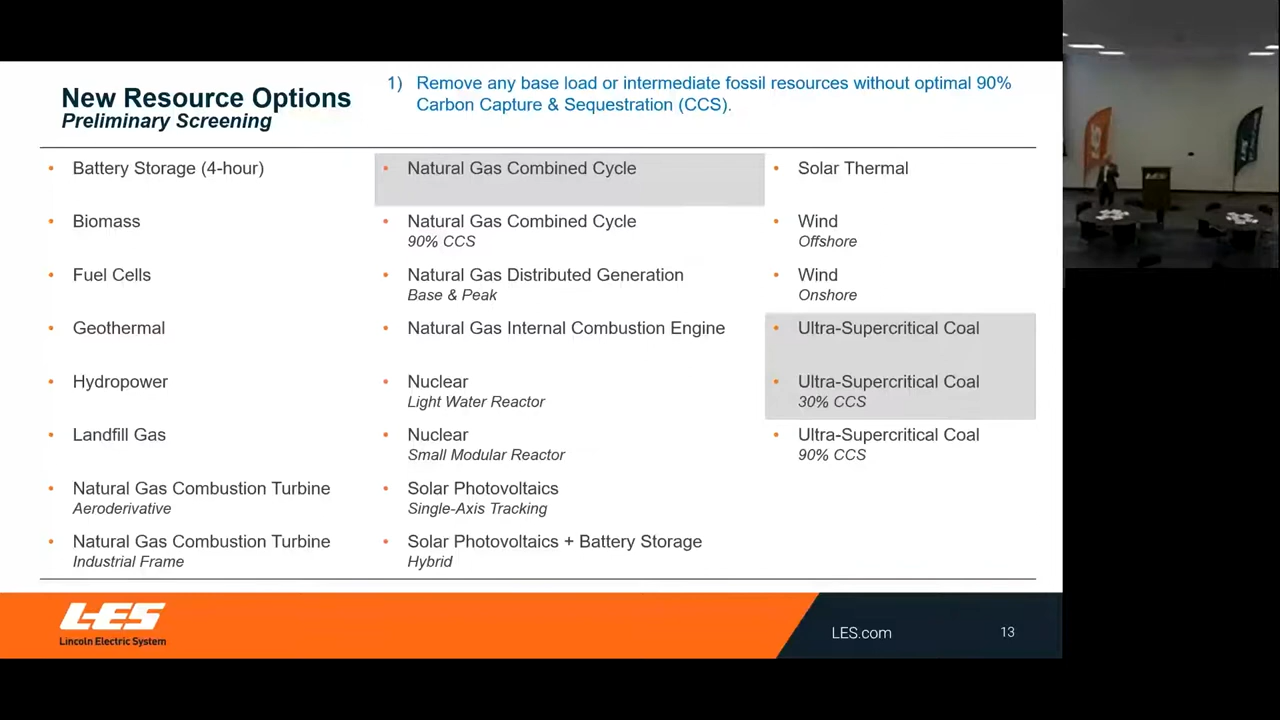 New Resource Options
Preliminary Screening
1) Remove any base load or intermediate fossil resources without optimal 90%
Carbon Capture & Sequestration (CCS).
• Battery Storage (4-hour)
• Biomass
• Fuel Cells
• Geothermal
• Hydropower
• Landfill Gas
• Natural Gas Combustion Turbine
Aeroderivative
• Natural Gas Combustion Turbine
Industrial Frame
• Natural Gas Combined Cycle
• Natural Gas Combined Cycle
90% CCS
• Natural Gas Distributed Generation
Base & Peak
• Natural Gas Internal Combustion Engine
• Nuclear
Light Water Reactor
• Nuclear
Small Modular Reactor
• Solar Photovoltaics
Single-Axis Tracking
• Solar Photovoltaics + Battery Storage
Hybrid
• Solar Thermal
• Wind
Offshore
• Wind
Onshore
• Ultra-Supercritical Coal
• Ultra-Supercritical Coal
30% CCS
• Ultra-Supercritical Coal
90% CCS
LES
Lincoln Electric System
LES.com
13
LES
LES
LES